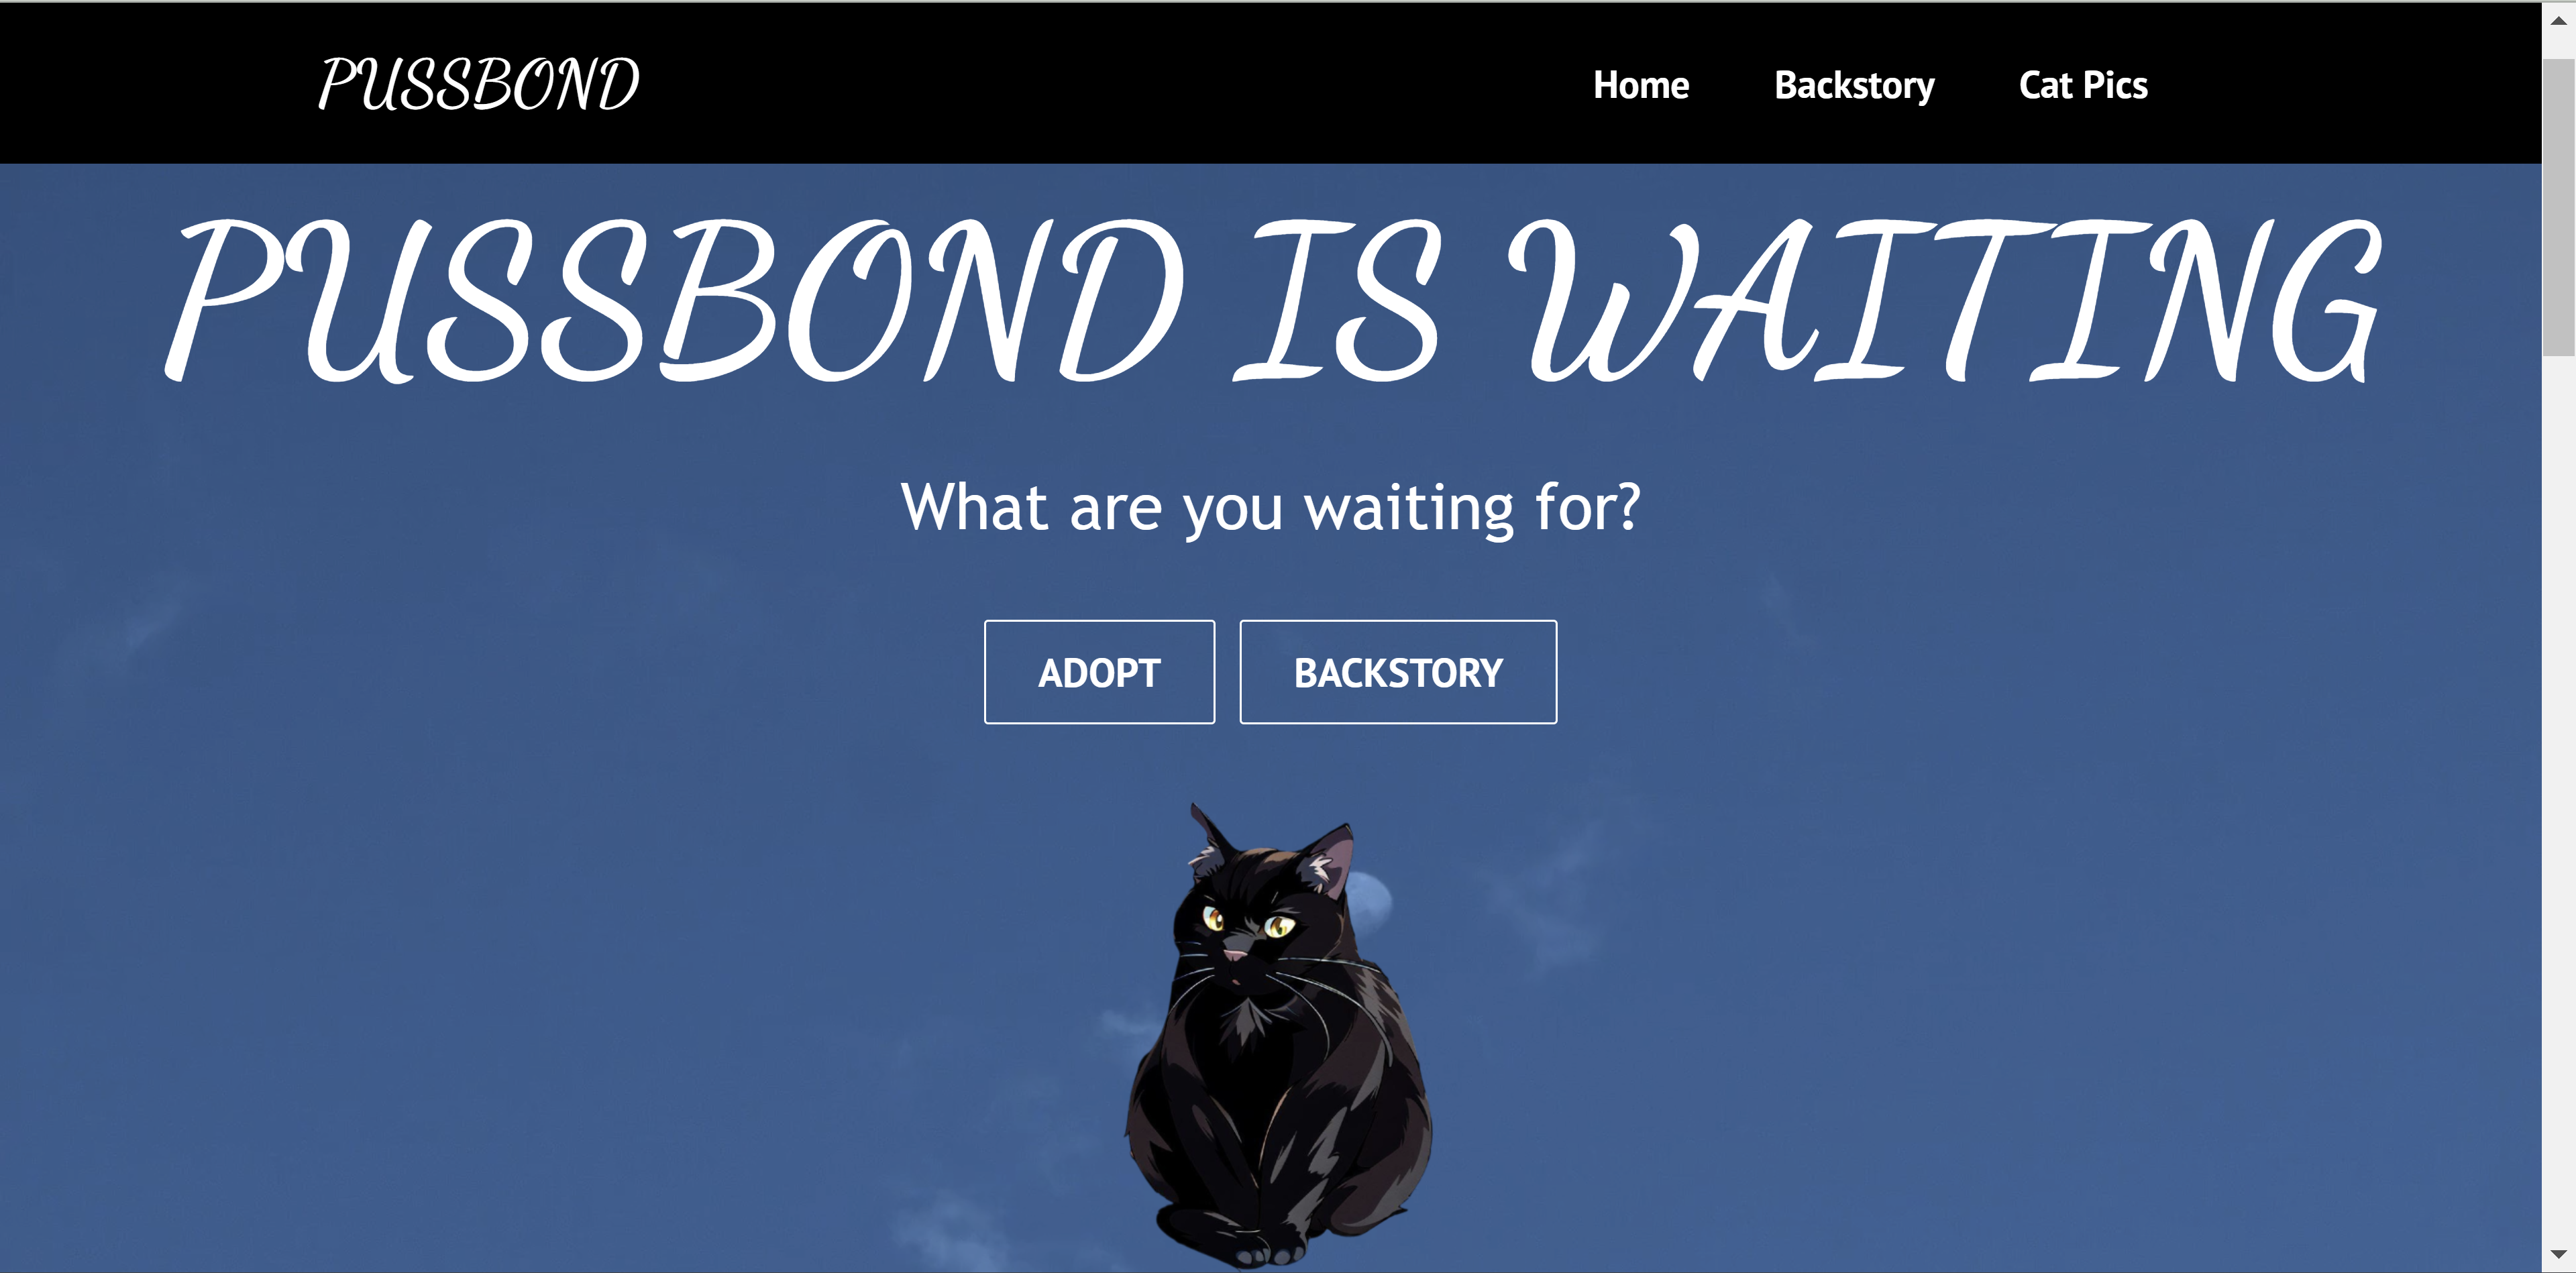 PUSSBOND
Home Backstory Cat Pics
PUSSBOND IS WAITING
What are you waiting for?
ADOPT BACKSTORY